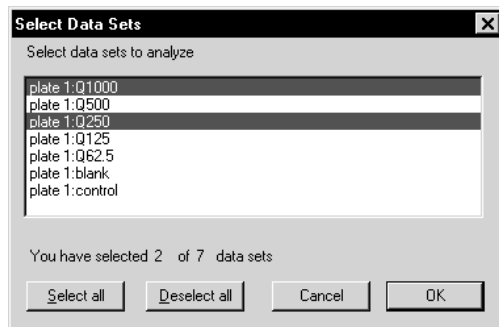 Select Data Sets
Select data sets to analyze
plate 1:Q1000
plate 1:Q500
plate 1:Q250
plate 1:Q125
plate 1:Q62.5
plate 1:blank
plate 1:control
You have selected 2 of 7 data sets
Select all Deselect all Cancel OK